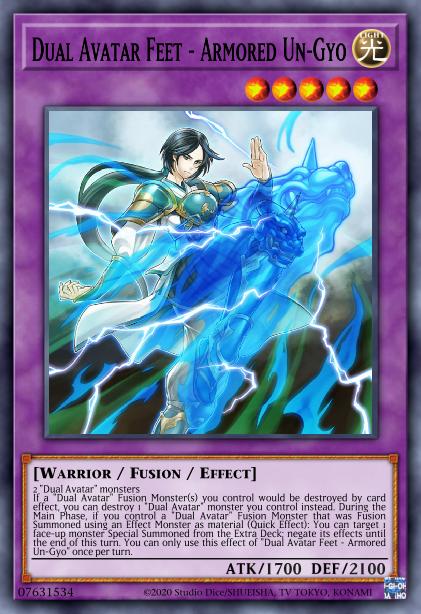 Dual Avatar Feet - Armored Un-Gyo
LIGHT
光
[Warrior / Fusion / Effect]
2 "Dual Avatar" monsters
If a "Dual Avatar" Fusion Monster(s) you control would be destroyed by card
effect, you can destroy 1 "Dual Avatar" monster you control instead. During the
Main Phase, if you control a "Dual Avatar" Fusion Monster that was Fusion
Summoned using an Effect Monster as material (Quick Effect): You can target 1
face-up monster Special Summoned from the Extra Deck; negate its effects until
the end of this turn. You can only use this effect of "Dual Avatar Feet - Armored
Un-Gyo" once per turn.
ATK/1700 DEF/2100
07631534
©2020 Studio Dice/SHUEISHA, TV TOKYO, KONAMI